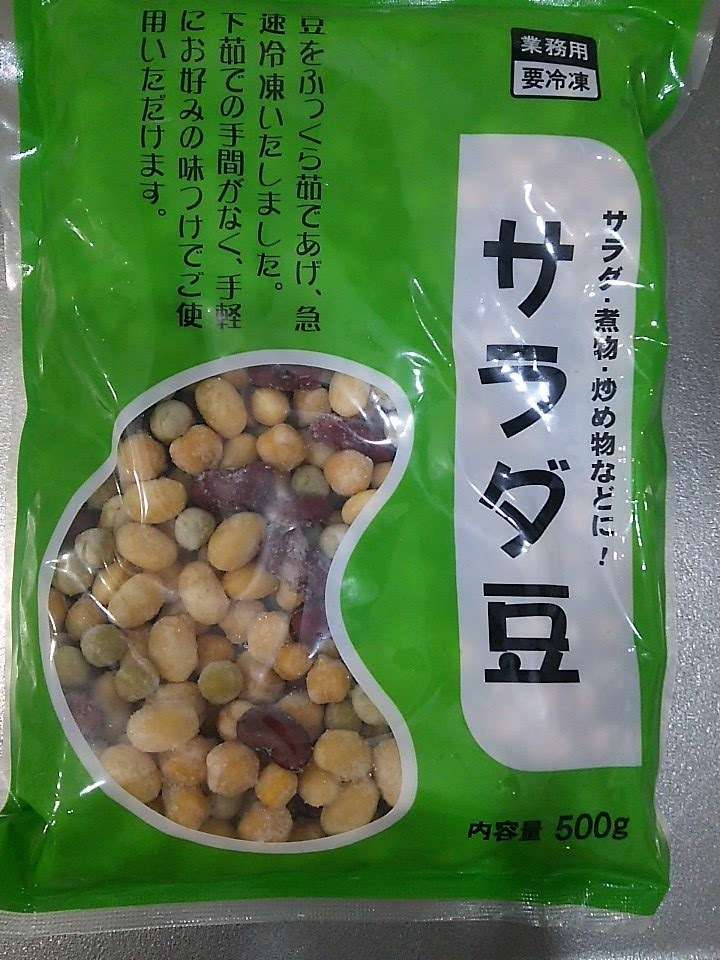 業務用
要冷凍
サラダ・煮物・炒め物などに！
サラダ豆
豆をふっくら茹であげ、急
速冷凍いたしました。
下茹での手間がなく、手軽
にお好みの味つけでご使
用いただけます。
内容量 500g